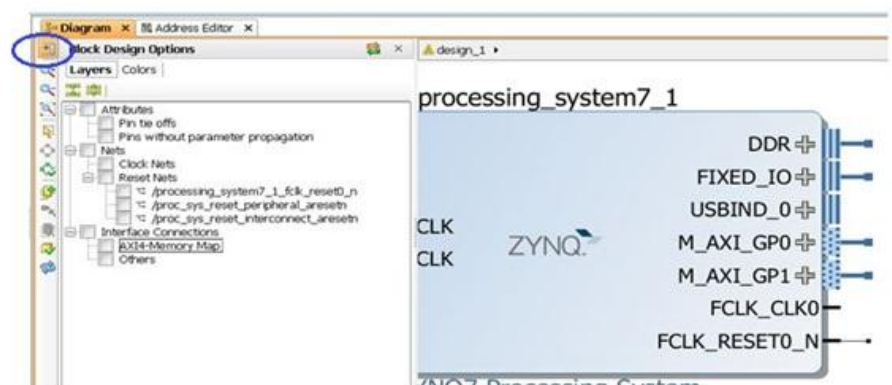 Diagram × Address Editor ×
Block Design Options ×
design_1
Layers Colors
Attributes
Pin tie offs
Pins without parameter propagation
Nets
Clock Nets
Reset Nets
/processing_system7_1_fclk_reset0_n
/proc_sys_reset_peripheral_aresetn
/proc_sys_reset_interconnect_aresetn
Interface Connections
AXI4-Memory Map
Others
processing_system7_1
DDR
FIXED_IO
USBIND_0
M_AXI_GP0
M_AXI_GP1
FCLK_CLK0
FCLK_RESET0_N
CLK
CLK
ZYNQ.
Processing System